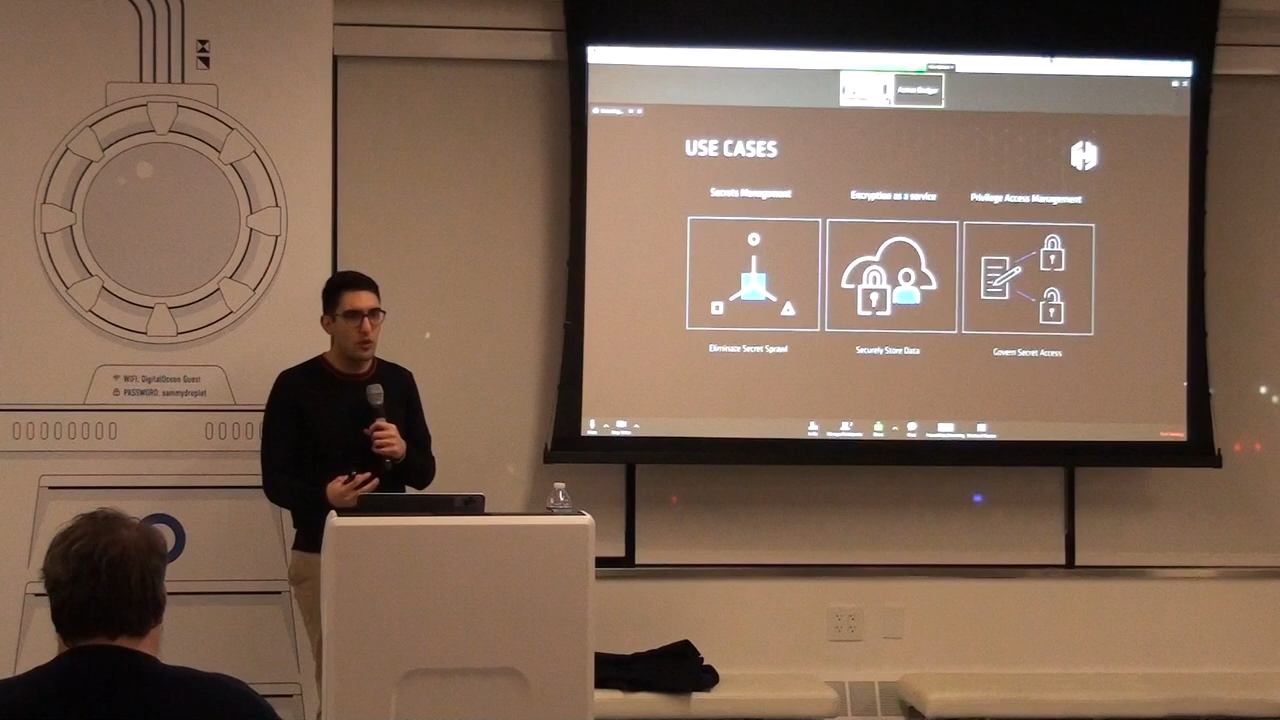 WIFI: DigitalOcean Guest
PASSWORD: sammydroplet
USE CASES
Secrets Management
Encryption as a service
Privilege Access Management
Eliminate Secret Sprawl
Securely Store Data
Govern Secret Access